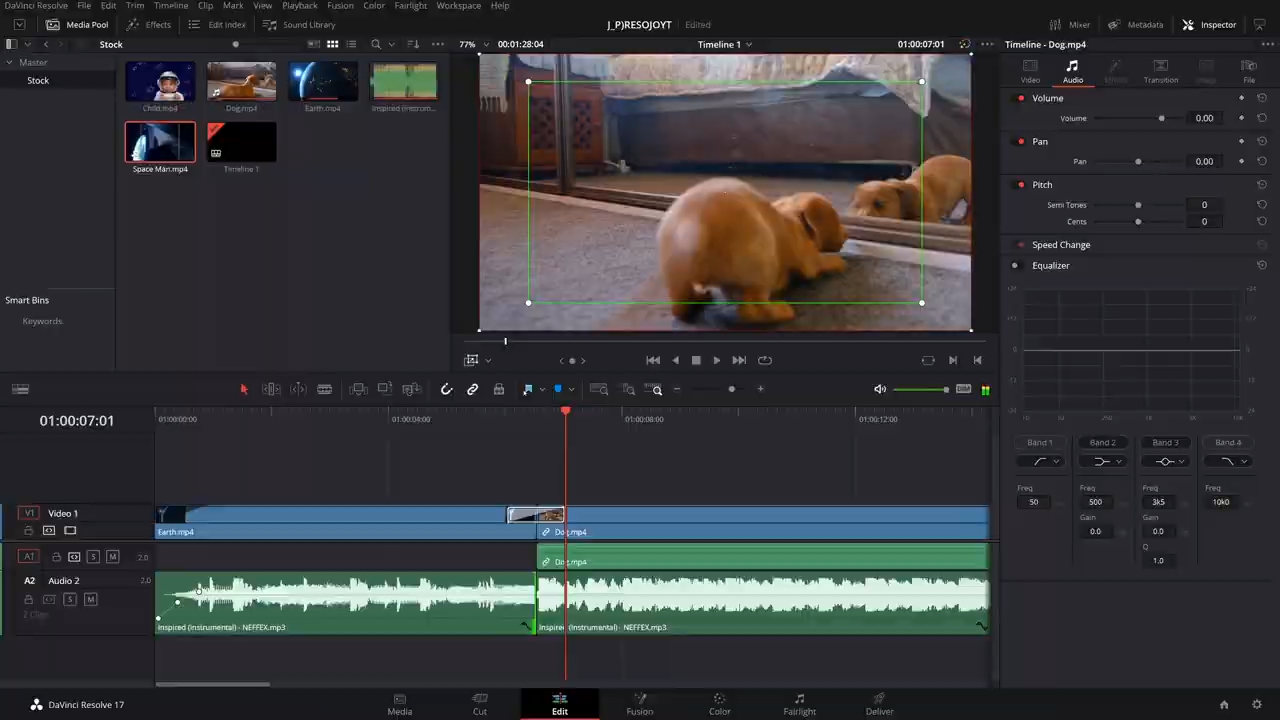 DaVinci Resolve File Edit Trim Timeline Clip Mark View Playback Fusion Color Fairlight Workspace Help
Media Pool Effects Edit Index Sound Library J_P)RESOJOYT Edited Mixer Metadata Inspector
Stock 77% 00:01:28:04 Timeline 1 01:00:07:01 Timeline - Dog.mp4
Master
Stock
Video Audio Effects Transition Image File
Child.mp4 Dog.mp4 Earth.mp4 Inspired (Instrum...
Space Man.mp4 Timeline 1
Volume
Volume 0.00
Pan
Pan 0.00
Pitch
Semi Tones 0
Cents 0
Speed Change
Equalizer
Smart Bins
Keywords
Band 1 Band 2 Band 3 Band 4
Freq Freq Freq Freq
50 500 3k5 10k0
Gain Gain
0.0 0.0
Q
1.0
01:00:07:01 01:00:00:00 01:00:04:00 01:00:08:00 01:00:12:00
V1 Video 1
Earth.mp4 Dog.mp4
A1 S M 2.0
Dog.mp4
A2 Audio 2 2.0
S M
2 Clips
Inspired (Instrumental) - NEFFEX.mp3 Inspired (Instrumental) - NEFFEX.mp3
DaVinci Resolve 17 Media Cut Edit Fusion Color Fairlight Deliver